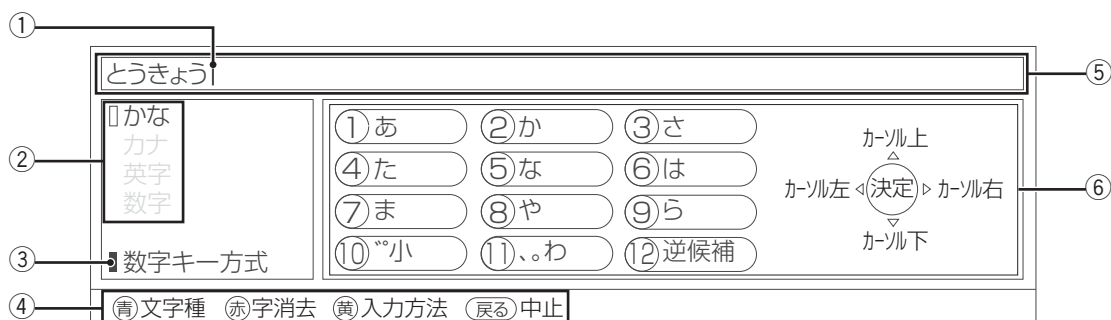 ①
とうきょう
⑤
②
かな
カナ
英字
数字
③
数字キー方式
①あ ②か ③さ
④た ⑤な ⑥は
⑦ま ⑧や ⑨ら
⑩゛゜小 ⑪、。わ ⑫逆候補
カーソル上
カーソル左 決定 カーソル右
カーソル下
⑥
④
青 文字種 赤 字消去 黄 入力方法 戻る 中止